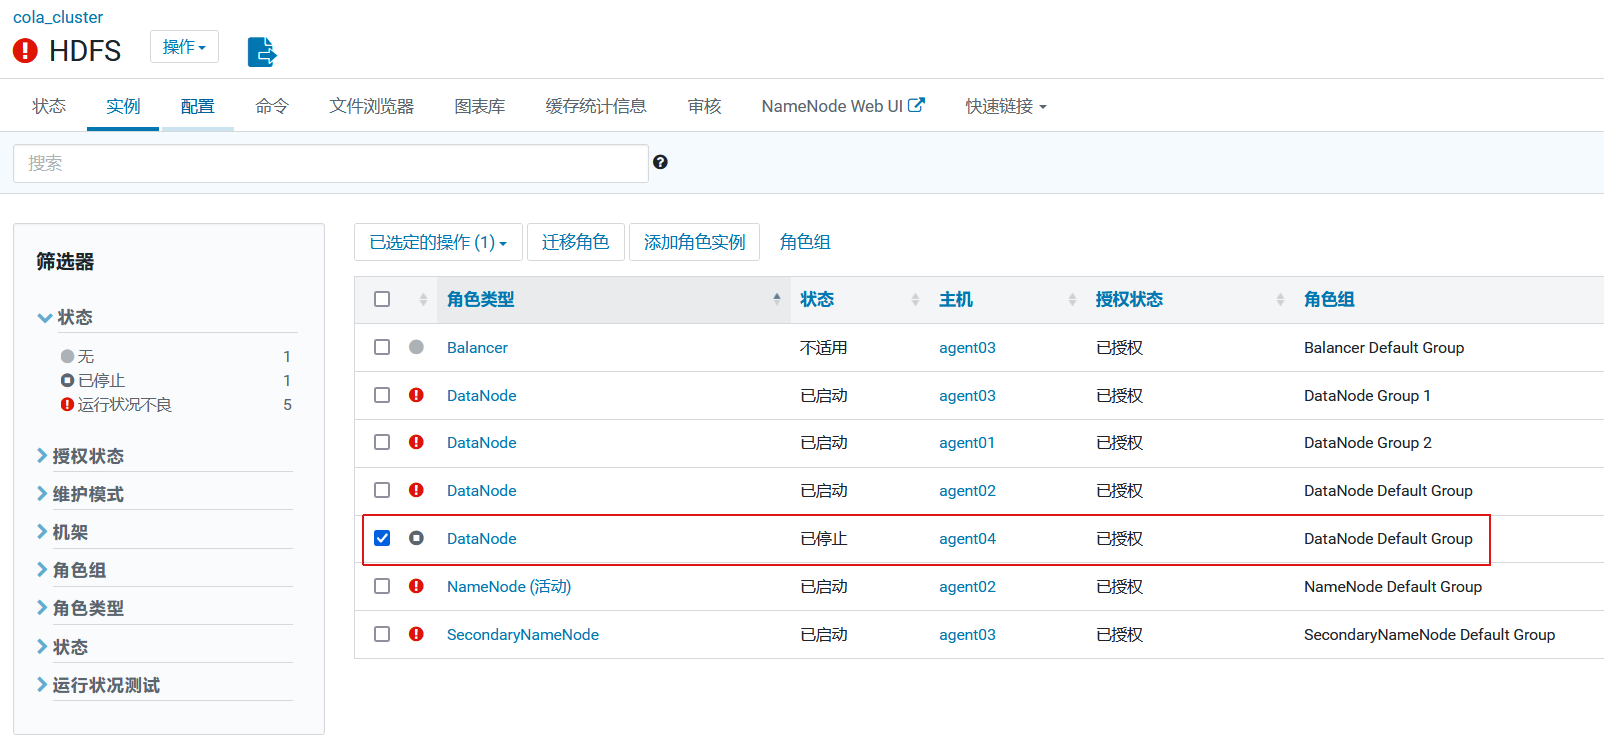 cola_cluster
HDFS 操作
状态 实例 配置 命令 文件浏览器 图表库 缓存统计信息 审核 NameNode Web UI 快速链接
搜索
筛选器
状态
无 1
已停止 1
运行状况不良 5
授权状态
维护模式
机架
角色组
角色类型
状态
运行状况测试
已选定的操作 (1) 迁移角色 添加角色实例 角色组
角色类型 状态 主机 授权状态 角色组
Balancer 不适用 agent03 已授权 Balancer Default Group
DataNode 已启动 agent03 已授权 DataNode Group 1
DataNode 已启动 agent01 已授权 DataNode Group 2
DataNode 已启动 agent02 已授权 DataNode Default Group
DataNode 已停止 agent04 已授权 DataNode Default Group
NameNode (活动) 已启动 agent02 已授权 NameNode Default Group
SecondaryNameNode 已启动 agent03 已授权 SecondaryNameNode Default Group